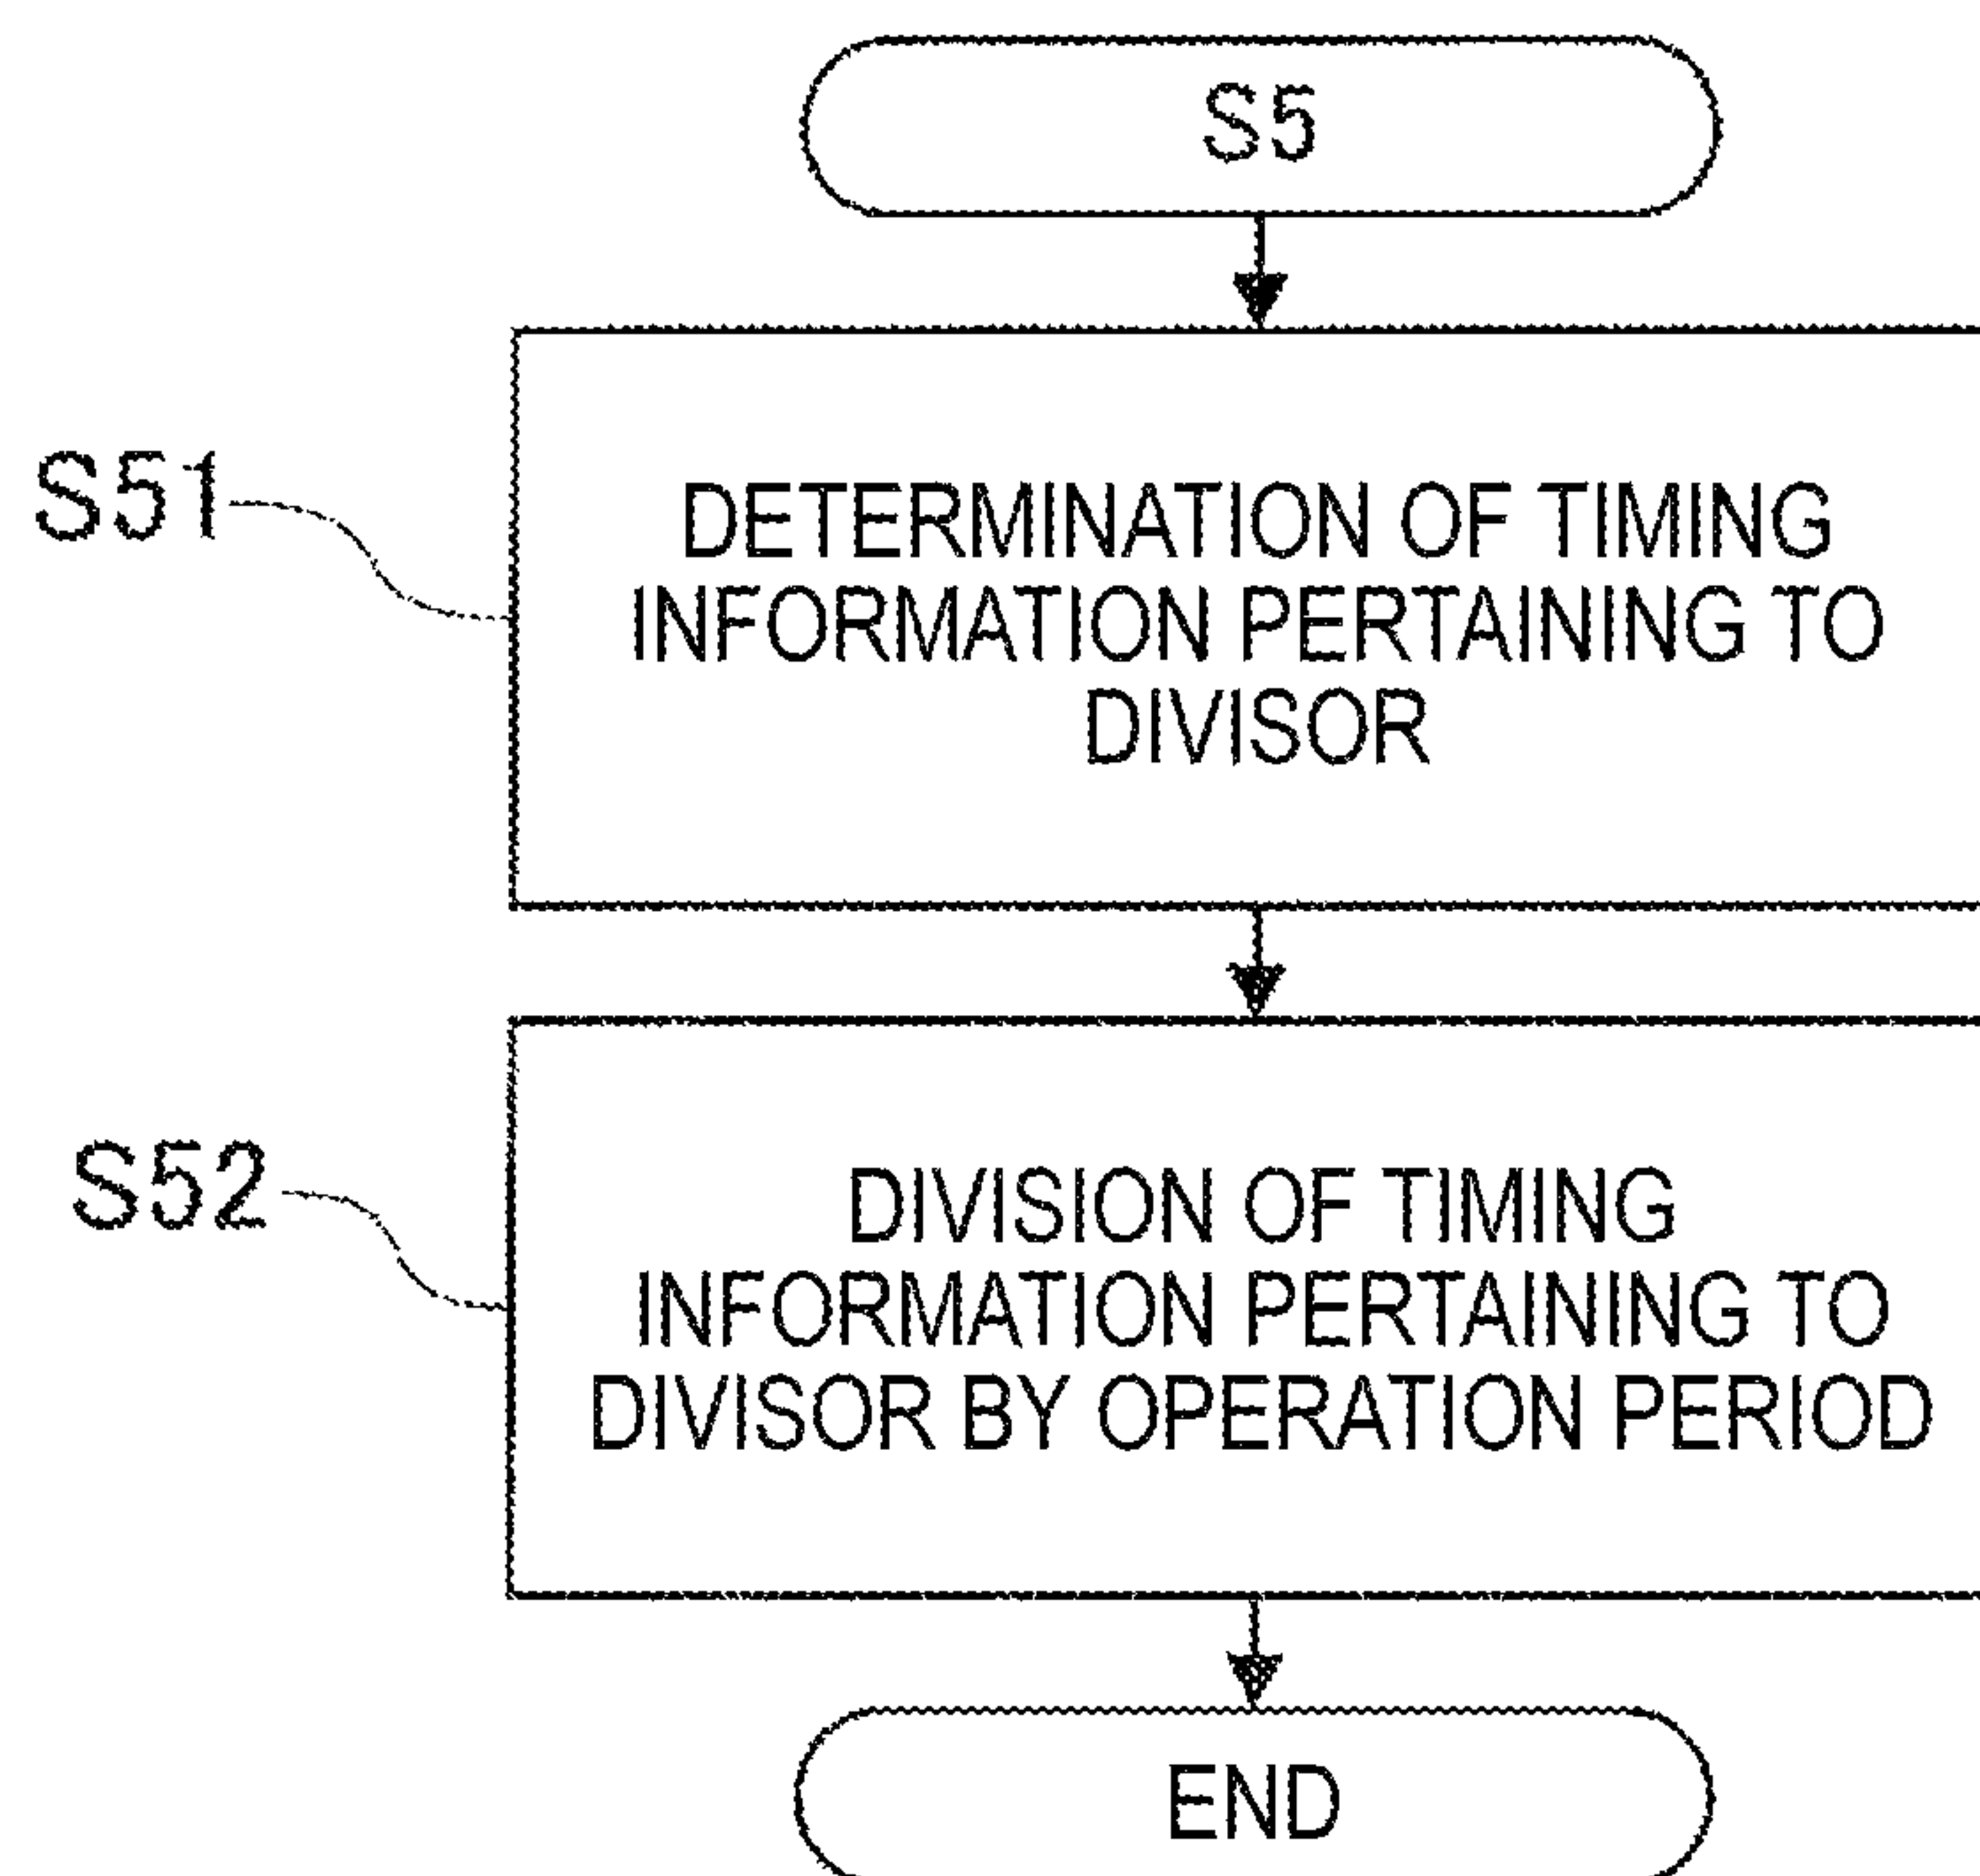 S5
S51
DETERMINATION OF TIMING
INFORMATION PERTAINING TO
DIVISOR
S52
DIVISION OF TIMING
INFORMATION PERTAINING TO
DIVISOR BY OPERATION PERIOD
END